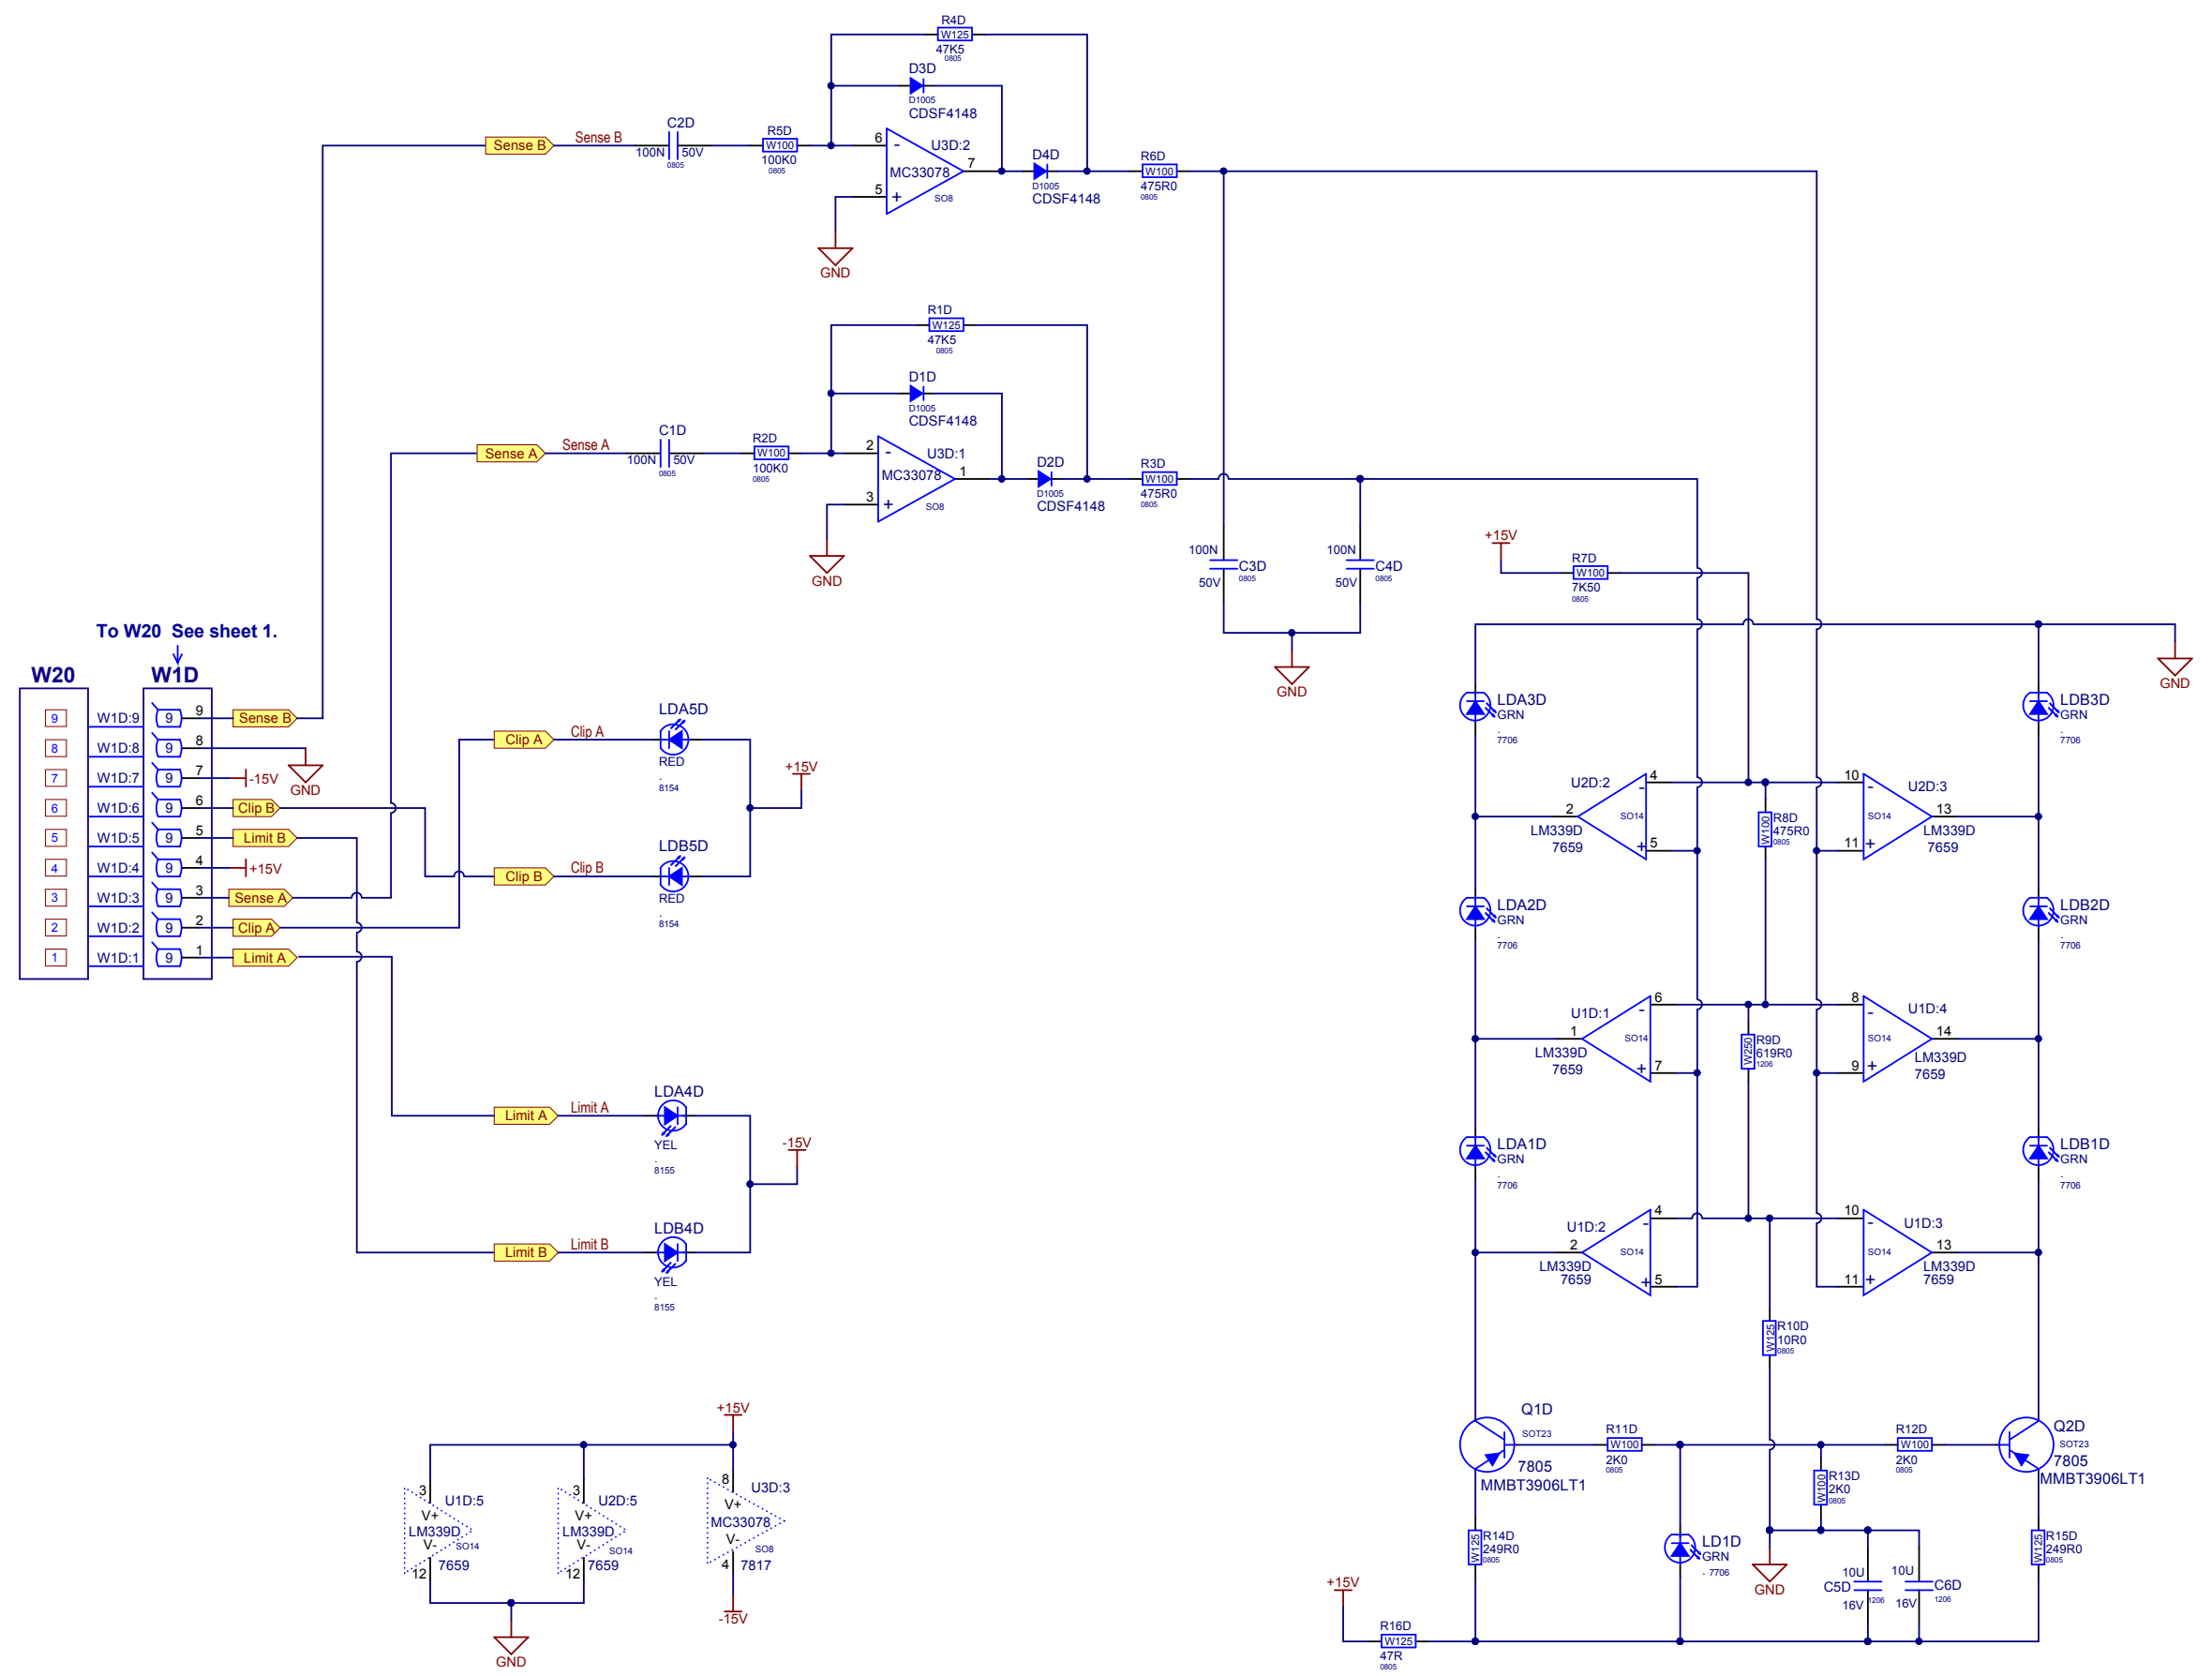 R4D
W125
47K5
0805
D3D
D1005
CDSF4148
C2D
100N 50V
0805
Sense B
Sense B
R5D
W100
100K0
0805
6
-
U3D:2
MC33078
7
5
+
SO8
D4D
D1005
CDSF4148
R6D
W100
475R0
0805
GND
R1D
W125
47K5
0805
D1D
D1005
CDSF4148
Sense A
Sense A
C1D
100N 50V
0805
R2D
W100
100K0
0805
2
-
U3D:1
MC33078
1
3
+
SO8
D2D
D1005
CDSF4148
R3D
W100
475R0
0805
GND
100N
C3D
0805
50V
100N
C4D
0805
50V
GND
+15V
R7D
W100
7K50
0805
GND
To W20 See sheet 1.
W20
W1D
9 W1D:9 9 9 Sense B
8 W1D:8 9 8
GND
7 W1D:7 9 7 -15V
6 W1D:6 9 6 Clip B
5 W1D:5 9 5 Limit B
4 W1D:4 9 4 +15V
3 W1D:3 9 3 Sense A
2 W1D:2 9 2 Clip A
1 W1D:1 9 1 Limit A
Clip A
Clip A
LDA5D
RED
.
8154
+15V
Clip B
Clip B
LDB5D
RED
.
8154
Limit A
Limit A
LDA4D
YEL
.
8155
-15V
Limit B
Limit B
LDB4D
YEL
.
8155
LDA3D
GRN
.
7706
LDB3D
GRN
.
7706
U2D:2
4
-
2
SO14
LM339D
7659
+
5
R8D
W100
475R0
0805
10
-
U2D:3
SO14
13
LM339D
7659
11
+
LDA2D
GRN
.
7706
LDB2D
GRN
.
7706
U1D:1
6
-
1
SO14
LM339D
7659
+
7
R9D
W250
619R0
1206
8
-
U1D:4
SO14
14
LM339D
7659
9
+
LDA1D
GRN
.
7706
LDB1D
GRN
.
7706
U1D:2
4
-
2
SO14
LM339D
7659
+
5
10
-
U1D:3
SO14
13
LM339D
7659
11
+
R10D
W125
10R0
0805
Q1D
SOT23
7805
MMBT3906LT1
R11D
W100
2K0
0805
R12D
W100
2K0
0805
Q2D
SOT23
7805
MMBT3906LT1
R13D
W100
2K0
0805
R14D
W125
249R0
0805
LD1D
GRN
. 7706
GND
10U
C5D
16V
1206
10U
C6D
16V
1206
R15D
W125
249R0
0805
+15V
R16D
W125
47R
0805
+15V
3
U1D:5
V+
LM339D
V-
SO14
12
7659
3
U2D:5
V+
LM339D
V-
SO14
12
7659
8
U3D:3
V+
MC33078
V-
SO8
4
7817
-15V
GND